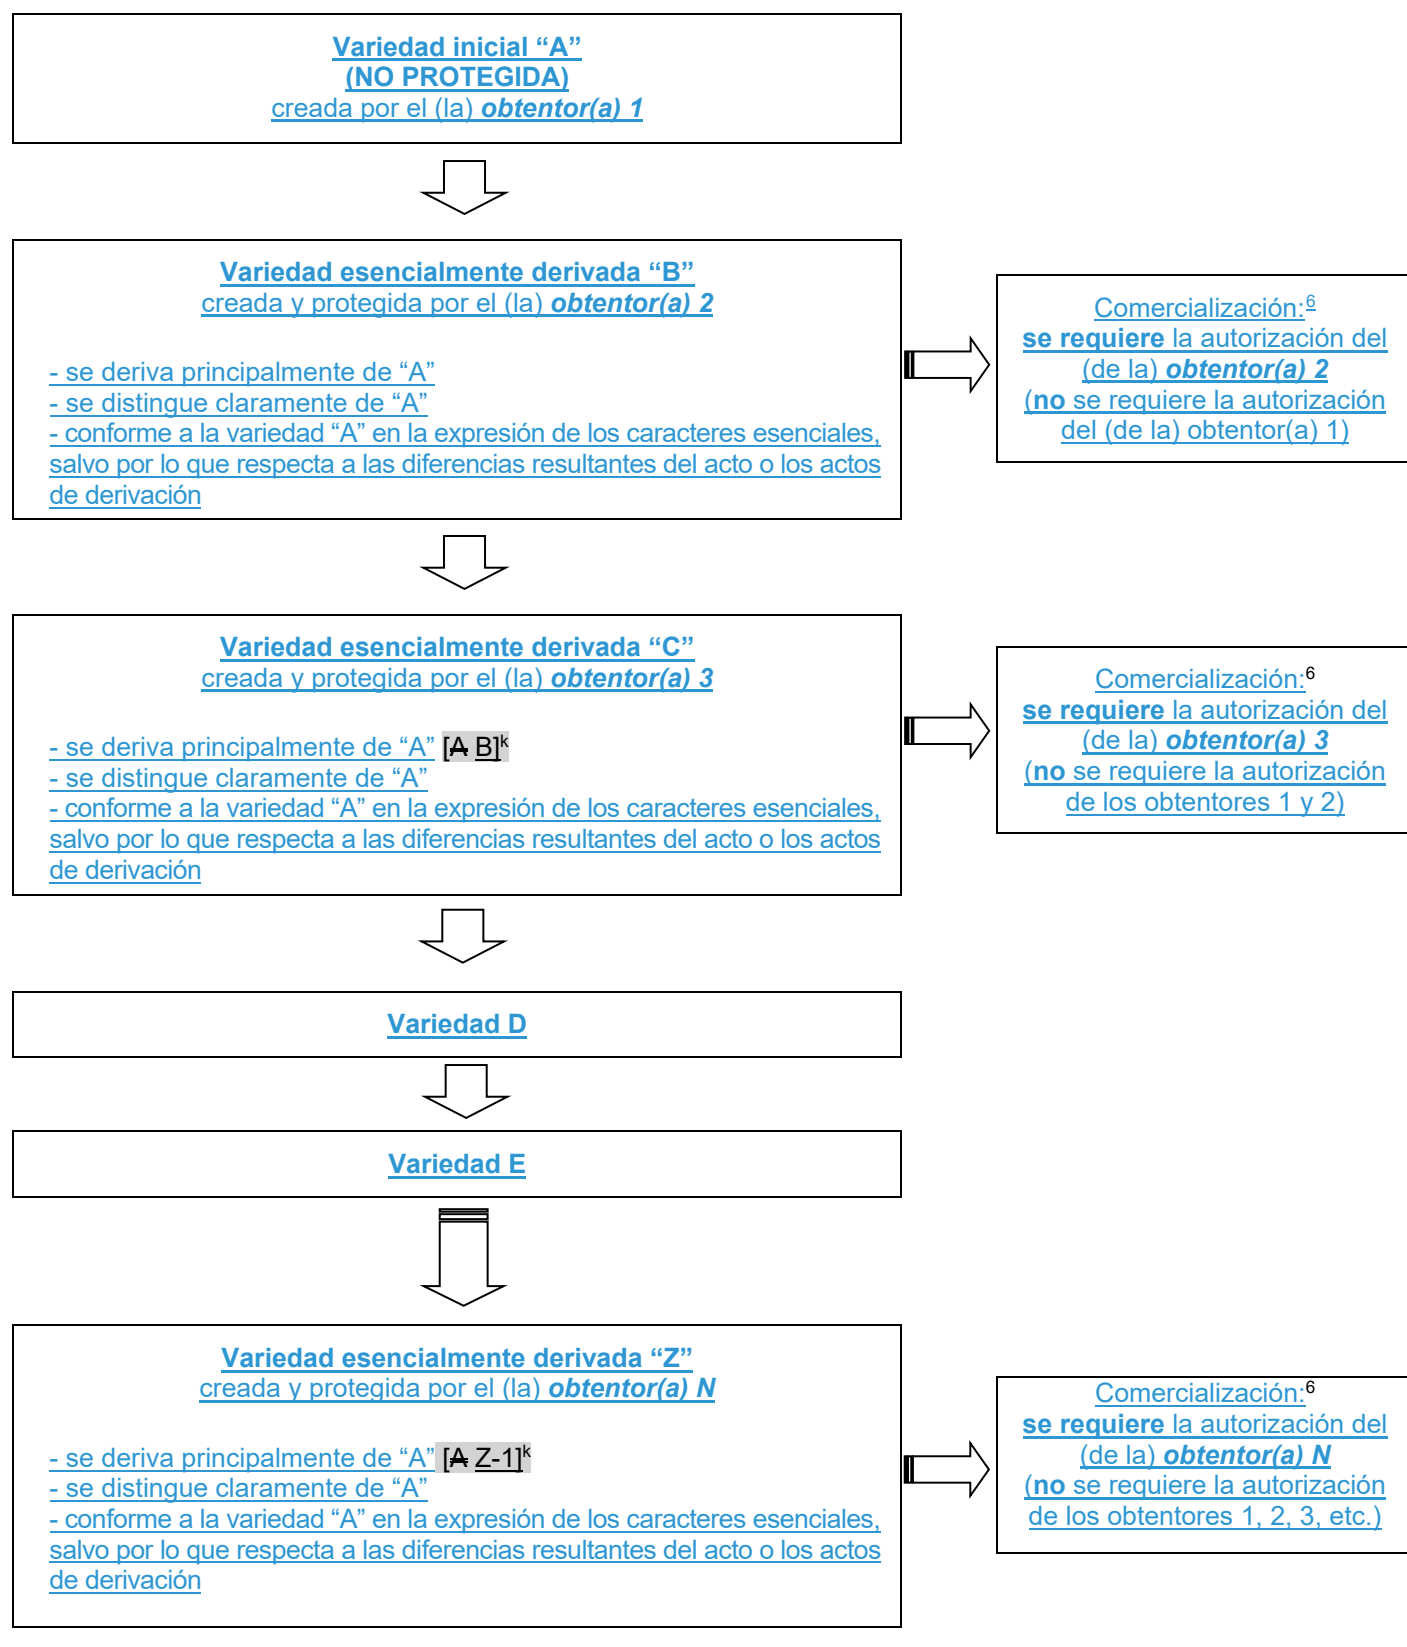 Variedad inicial “A”
(NO PROTEGIDA)
creada por el (la) obtentor(a) 1
Variedad esencialmente derivada “B”
creada y protegida por el (la) obtentor(a) 2
- se deriva principalmente de “A”
- se distingue claramente de “A”
- conforme a la variedad “A” en la expresión de los caracteres esenciales,
salvo por lo que respecta a las diferencias resultantes del acto o los actos
de derivación
Comercialización:6
se requiere la autorización del
(de la) obtentor(a) 2
(no se requiere la autorización
del (de la) obtentor(a) 1)
Variedad esencialmente derivada “C”
creada y protegida por el (la) obtentor(a) 3
- se deriva principalmente de “A” [A B]k
- se distingue claramente de “A”
- conforme a la variedad “A” en la expresión de los caracteres esenciales,
salvo por lo que respecta a las diferencias resultantes del acto o los actos
de derivación
Comercialización:6
se requiere la autorización del
(de la) obtentor(a) 3
(no se requiere la autorización
de los obtentores 1 y 2)
Variedad D
Variedad E
Variedad esencialmente derivada “Z”
creada y protegida por el (la) obtentor(a) N
- se deriva principalmente de “A” [A Z-1]k
- se distingue claramente de “A”
- conforme a la variedad “A” en la expresión de los caracteres esenciales,
salvo por lo que respecta a las diferencias resultantes del acto o los actos
de derivación
Comercialización:6
se requiere la autorización del
(de la) obtentor(a) N
(no se requiere la autorización
de los obtentores 1, 2, 3, etc.)